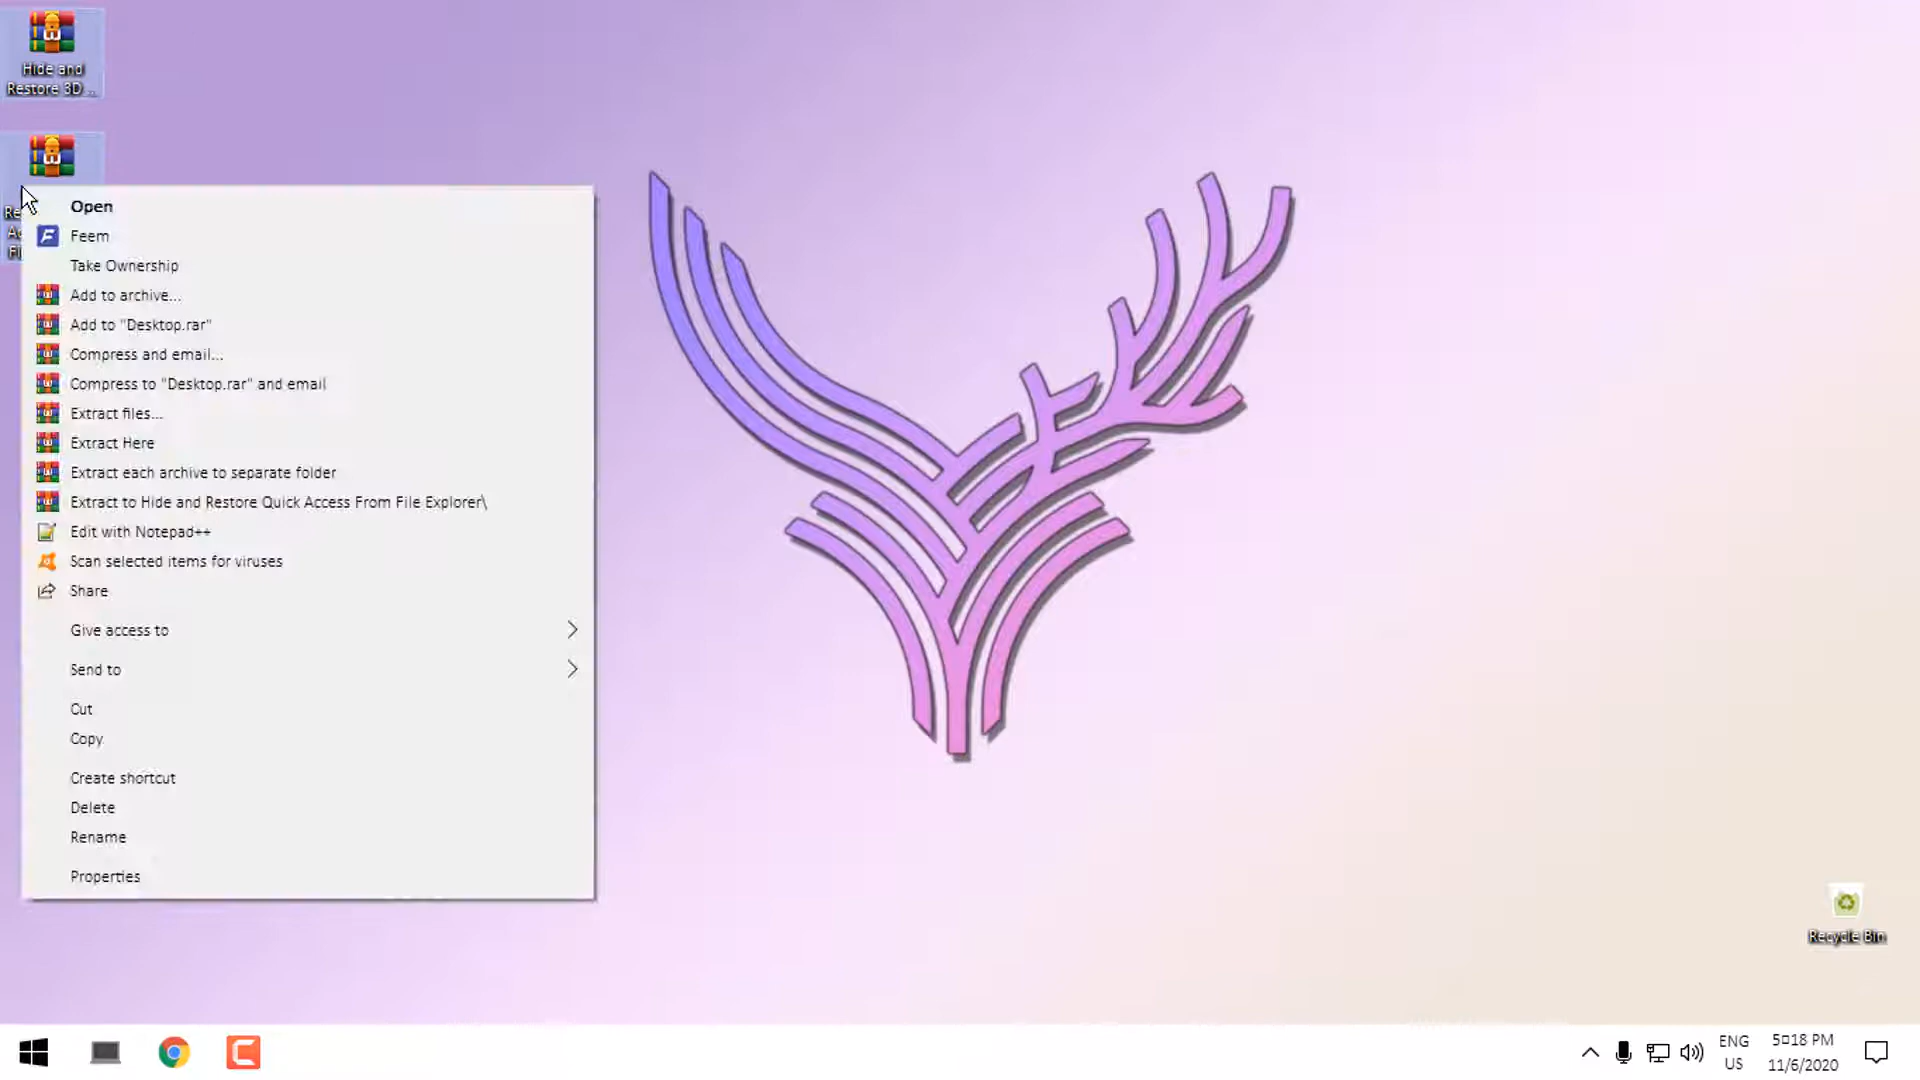 Hide and
Restore 3D ...
Open
Feem
Take Ownership
Add to archive...
Add to "Desktop.rar"
Compress and email...
Compress to "Desktop.rar" and email
Extract files...
Extract Here
Extract each archive to separate folder
Extract to Hide and Restore Quick Access From File Explorer\
Edit with Notepad++
Scan selected items for viruses
Share
Give access to
Send to
Cut
Copy
Create shortcut
Delete
Rename
Properties
Recycle Bin
ENG
US
5□18 PM
11/6/2020